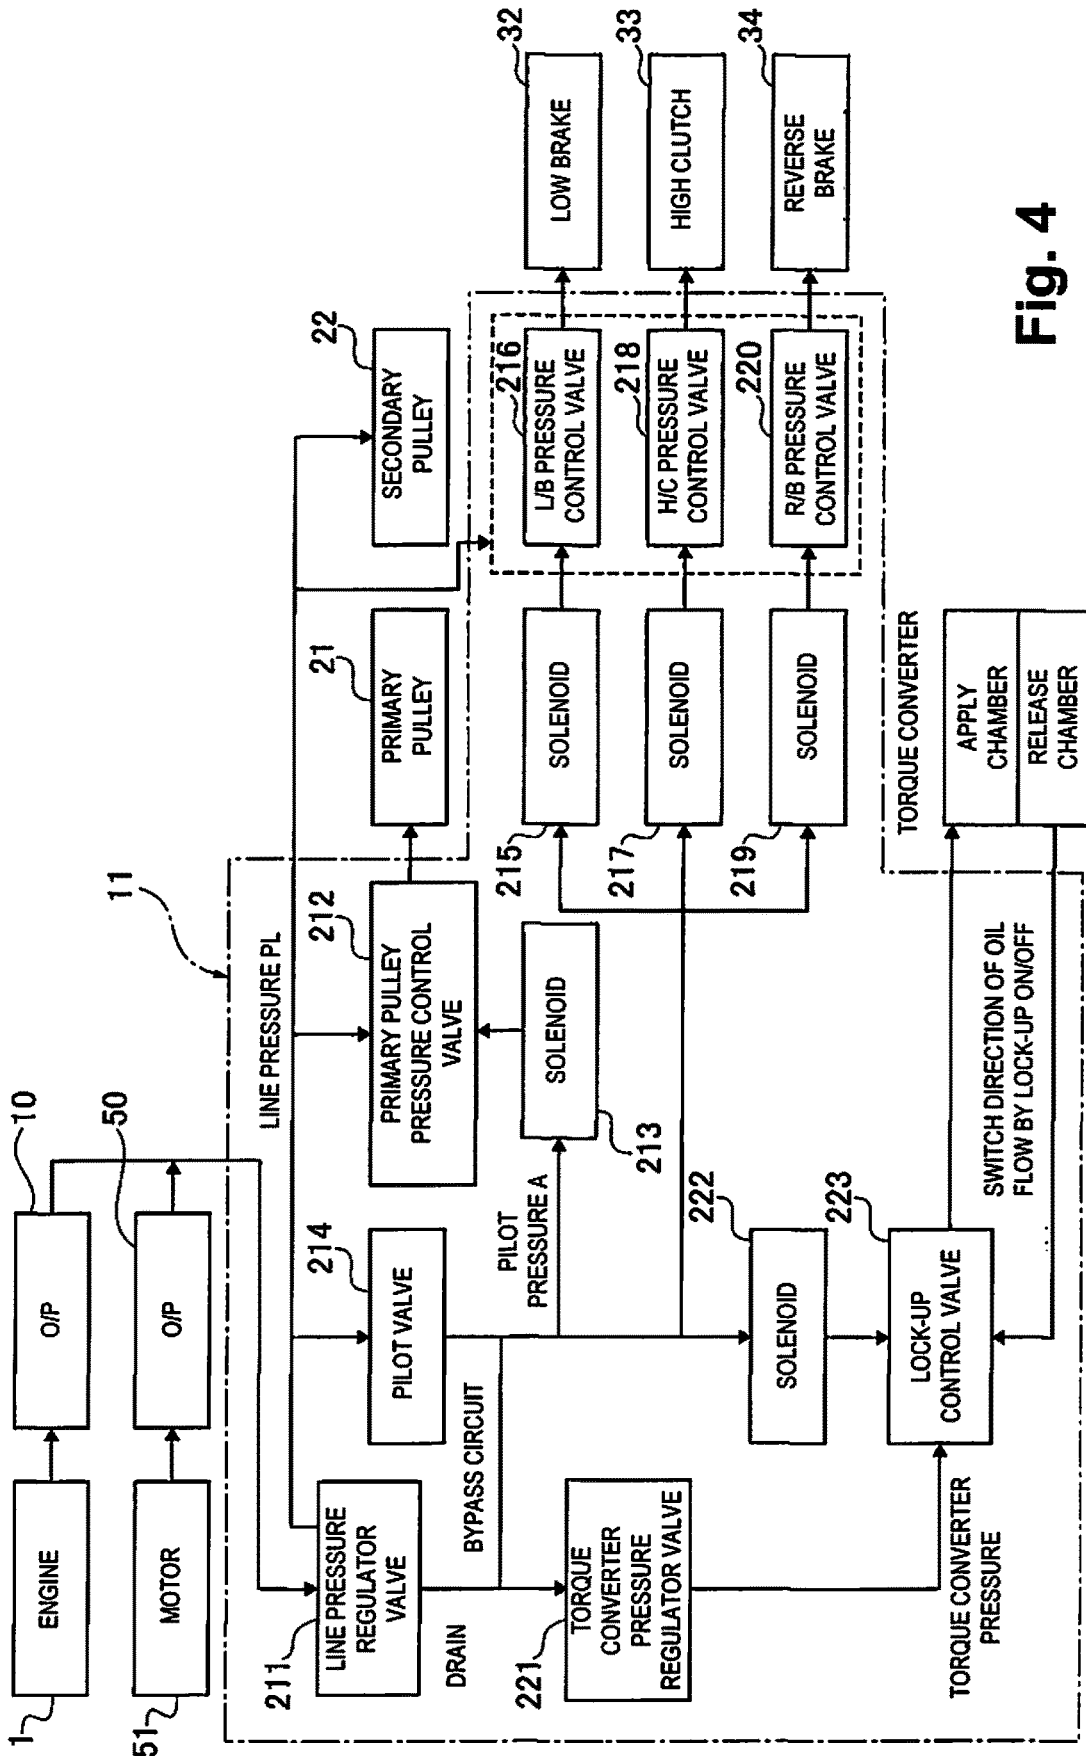 1
ENGINE
O/P
10
51
MOTOR
O/P
50
11
LINE PRESSURE PL
211
LINE PRESSURE
REGULATOR
VALVE
PILOT VALVE
214
PRIMARY PULLEY
PRESSURE CONTROL
VALVE
212
PRIMARY
PULLEY
21
SECONDARY
PULLEY
22
DRAIN
BYPASS CIRCUIT
PILOT
PRESSURE A
SOLENOID
213
221
TORQUE
CONVERTER
PRESSURE
REGULATOR VALVE
215
SOLENOID
216
L/B PRESSURE
CONTROL VALVE
LOW BRAKE
32
217
SOLENOID
218
H/C PRESSURE
CONTROL VALVE
HIGH CLUTCH
33
219
SOLENOID
220
R/B PRESSURE
CONTROL VALVE
REVERSE
BRAKE
34
SOLENOID
222
LOCK-UP
CONTROL VALVE
223
TORQUE CONVERTER
PRESSURE
SWITCH DIRECTION OF OIL
FLOW BY LOCK-UP ON/OFF
TORQUE CONVERTER
APPLY
CHAMBER
RELEASE
CHAMBER
Fig. 4